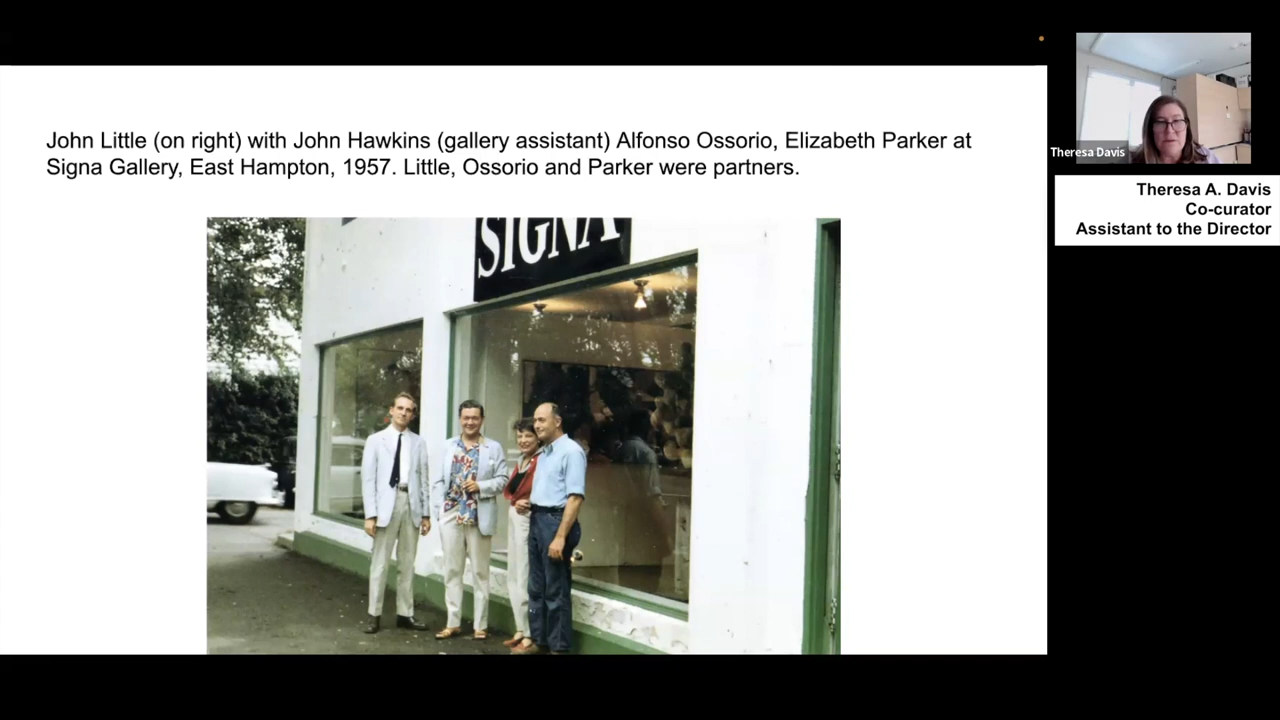 John Little (on right) with John Hawkins (gallery assistant) Alfonso Ossorio, Elizabeth Parker at
Signa Gallery, East Hampton, 1957. Little, Ossorio and Parker were partners.
SIGNA
Theresa Davis
Theresa A. Davis
Co-curator
Assistant to the Director